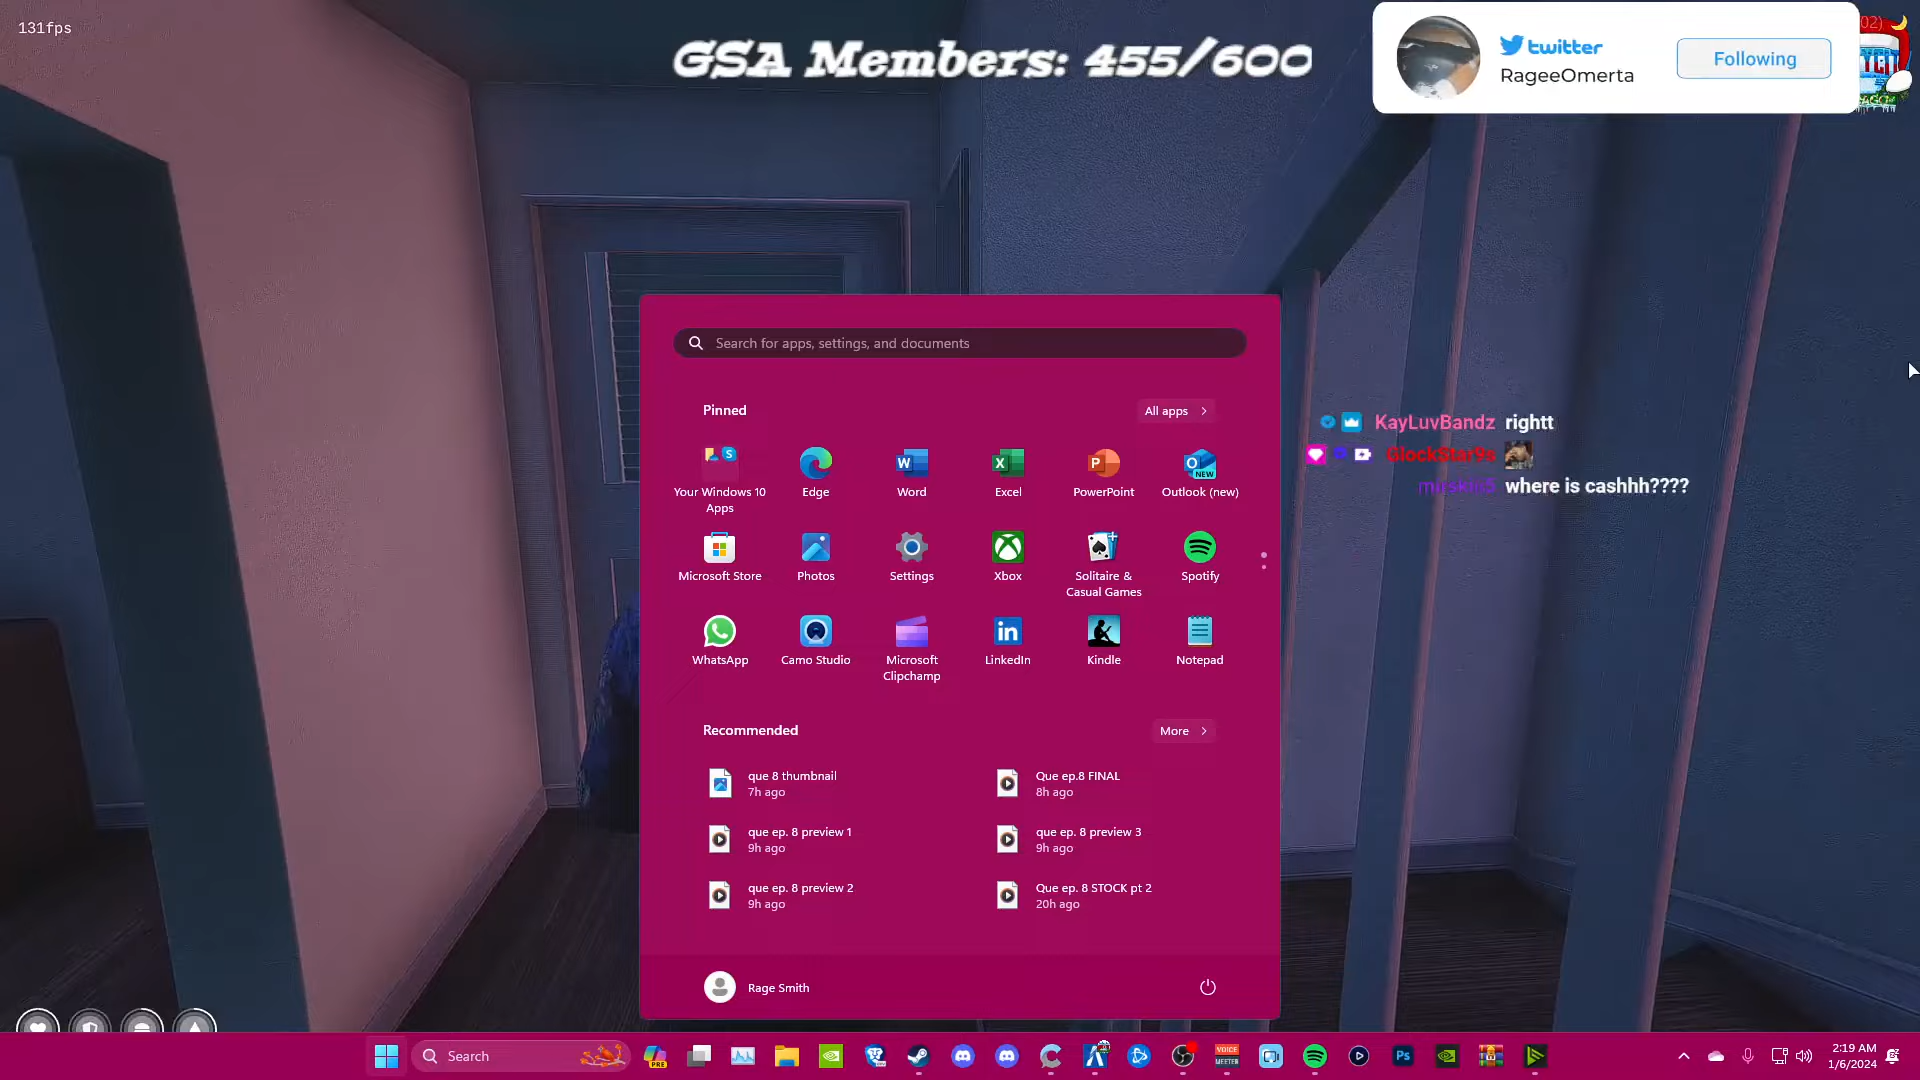 131fps
GSA Members: 455/600
twitter
RageeOmerta
Following
Search for apps, settings, and documents
Pinned
All apps
Your Windows 10
Apps
Edge
Word
Excel
PowerPoint
Outlook (new)
Microsoft Store
Photos
Settings
Xbox
Solitaire &
Casual Games
Spotify
WhatsApp
Camo Studio
Microsoft
Clipchamp
LinkedIn
Kindle
Notepad
KayLuvBandz rightt
GlockStar9s
where is cashhh????
Recommended
More
que 8 thumbnail
7h ago
Que ep.8 FINAL
8h ago
que ep. 8 preview 1
9h ago
que ep. 8 preview 3
9h ago
que ep. 8 preview 2
9h ago
Que ep. 8 STOCK pt 2
20h ago
Rage Smith
Search
2:19 AM
1/6/2024